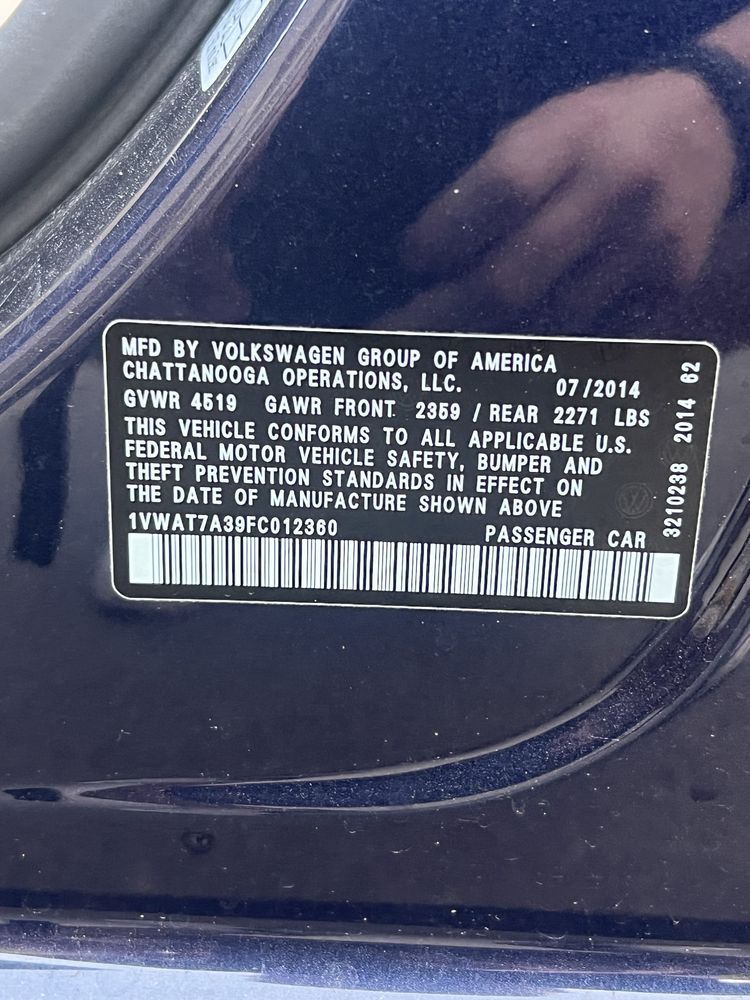 MFD BY VOLKSWAGEN GROUP OF AMERICA
CHATTANOOGA OPERATIONS, LLC. 07/2014
GVWR 4519 GAWR FRONT 2359 / REAR 2271 LBS
THIS VEHICLE CONFORMS TO ALL APPLICABLE U.S.
FEDERAL MOTOR VEHICLE SAFETY, BUMPER AND
THEFT PREVENTION STANDARDS IN EFFECT ON
THE DATE OF MANUFACTURE SHOWN ABOVE
1VWAT7A39FC012360 PASSENGER CAR
3210238 2014 62